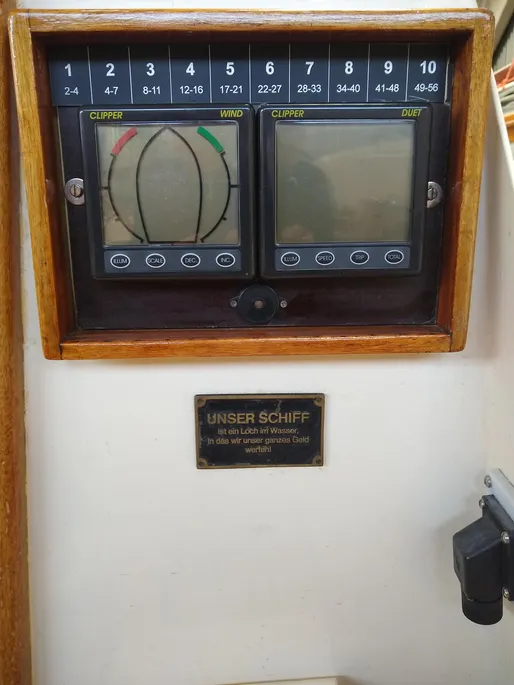 1 2 3 4 5 6 7 8 9 10
2-4 4-7 8-11 12-16 17-21 22-27 28-33 34-40 41-48 49-56
CLIPPER WIND
CLIPPER DUET
ILLUM SCALE DEC INC
ILLUM SPEED TRIP TOTAL
UNSER SCHIFF
ist ein Loch im Wasser,
in das wir unser ganzes Geld
werfen!